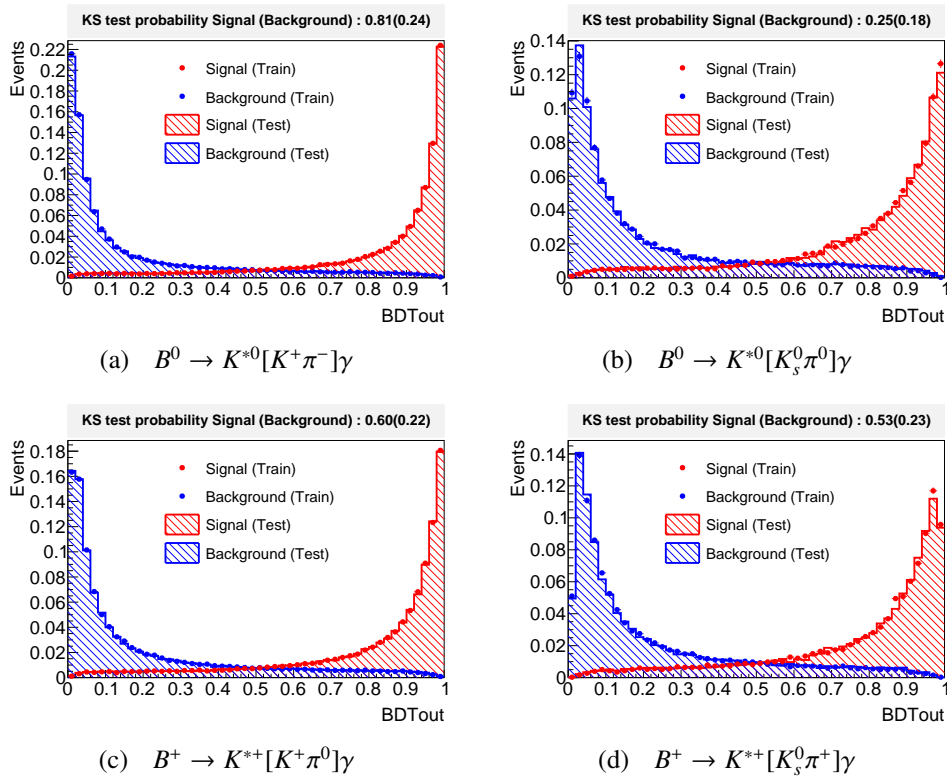 KS test probability Signal (Background) : 0.81(0.24)
Events
0.22
0.2
0.18
0.16
0.14
0.12
0.1
0.08
0.06
0.04
0.02
0
Signal (Train)
Background (Train)
Signal (Test)
Background (Test)
0 0.1 0.2 0.3 0.4 0.5 0.6 0.7 0.8 0.9 1
BDTout
(a) B⁰ → K*⁰[K⁺π⁻]γ
KS test probability Signal (Background) : 0.25(0.18)
Events
0.14
0.12
0.1
0.08
0.06
0.04
0.02
0
Signal (Train)
Background (Train)
Signal (Test)
Background (Test)
0 0.1 0.2 0.3 0.4 0.5 0.6 0.7 0.8 0.9 1
BDTout
(b) B⁰ → K*⁰[K⁰ₛπ⁰]γ
KS test probability Signal (Background) : 0.60(0.22)
Events
0.18
0.16
0.14
0.12
0.1
0.08
0.06
0.04
0.02
0
Signal (Train)
Background (Train)
Signal (Test)
Background (Test)
0 0.1 0.2 0.3 0.4 0.5 0.6 0.7 0.8 0.9 1
BDTout
(c) B⁺ → K*⁺[K⁺π⁰]γ
KS test probability Signal (Background) : 0.53(0.23)
Events
0.14
0.12
0.1
0.08
0.06
0.04
0.02
0
Signal (Train)
Background (Train)
Signal (Test)
Background (Test)
0 0.1 0.2 0.3 0.4 0.5 0.6 0.7 0.8 0.9 1
BDTout
(d) B⁺ → K*⁺[K⁰ₛπ⁺]γ